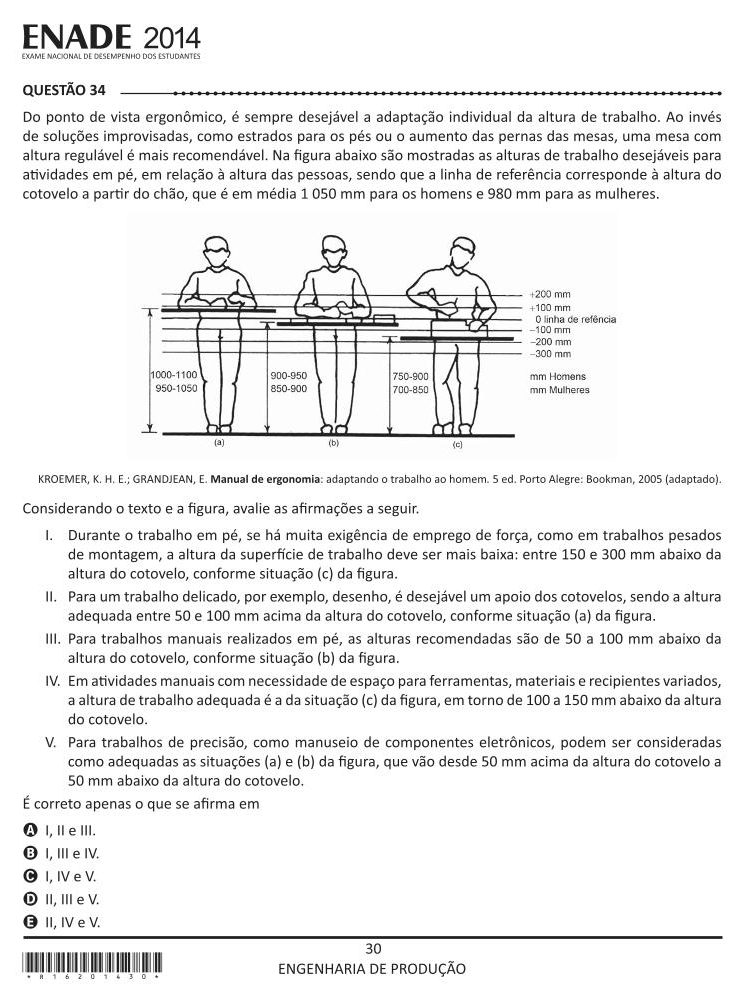 ENADE 2014
EXAME NACIONAL DE DESEMPENHO DOS ESTUDANTES
QUESTÃO 34
Do ponto de vista ergonômico, é sempre desejável a adaptação individual da altura de trabalho. Ao invés
de soluções improvisadas, como estrados para os pés ou o aumento das pernas das mesas, uma mesa com
altura regulável é mais recomendável. Na figura abaixo são mostradas as alturas de trabalho desejáveis para
atividades em pé, em relação à altura das pessoas, sendo que a linha de referência corresponde à altura do
cotovelo a partir do chão, que é em média 1 050 mm para os homens e 980 mm para as mulheres.
+200 mm
+100 mm
0 linha de refência
−100 mm
−200 mm
−300 mm
1000-1100 900-950 750-900 mm Homens
950-1050 850-900 700-850 mm Mulheres
(a) (b) (c)
KROEMER, K. H. E.; GRANDJEAN, E. Manual de ergonomia: adaptando o trabalho ao homem. 5 ed. Porto Alegre: Bookman, 2005 (adaptado).
Considerando o texto e a figura, avalie as afirmações a seguir.
I. Durante o trabalho em pé, se há muita exigência de emprego de força, como em trabalhos pesados
de montagem, a altura da superfície de trabalho deve ser mais baixa: entre 150 e 300 mm abaixo da
altura do cotovelo, conforme situação (c) da figura.
II. Para um trabalho delicado, por exemplo, desenho, é desejável um apoio dos cotovelos, sendo a altura
adequada entre 50 e 100 mm acima da altura do cotovelo, conforme situação (a) da figura.
III. Para trabalhos manuais realizados em pé, as alturas recomendadas são de 50 a 100 mm abaixo da
altura do cotovelo, conforme situação (b) da figura.
IV. Em atividades manuais com necessidade de espaço para ferramentas, materiais e recipientes variados,
a altura de trabalho adequada é a da situação (c) da figura, em torno de 100 a 150 mm abaixo da altura
do cotovelo.
V. Para trabalhos de precisão, como manuseio de componentes eletrônicos, podem ser consideradas
como adequadas as situações (a) e (b) da figura, que vão desde 50 mm acima da altura do cotovelo a
50 mm abaixo da altura do cotovelo.
É correto apenas o que se afirma em
A I, II e III.
B I, III e IV.
C I, IV e V.
D II, III e V.
E II, IV e V.
30
ENGENHARIA DE PRODUÇÃO
* R 1 6 2 0 1 4 3 0 *